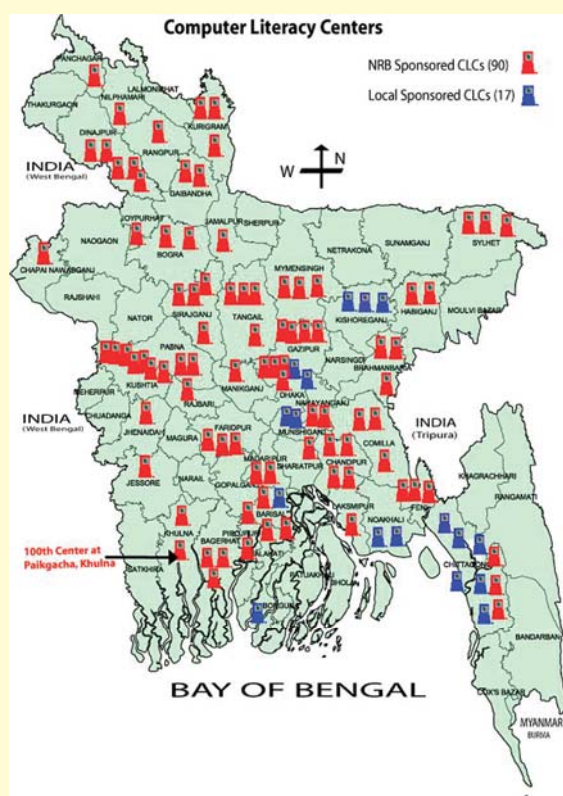 Computer Literacy Centers
NRB Sponsored CLCs (90)
Local Sponsored CLCs (17)
W N
PANCHAGAR
THAKURGAON
NILPHAMARI
LALMONIRHAT
DINAJPUR
RANGPUR
KURIGRAM
INDIA
(West Bengal)
GAIBANDHA
JOYPURHAT
JAMALPUR
SHERPUR
NAOGAON
BOGRA
NETRAKONA
SUNAMGANJ
SYLHET
CHAPAI NAWABGANJ
MYMENSINGH
RAJSHAHI
NATOR
SIRAJGANJ
TANGAIL
KISHOREGANJ
HABIGANJ
MOULVI BAZAR
PABNA
GAZIPUR
NARSINGDI
BRAHMANBARIA
KUSHTIA
MEHERPUR
RAJBARI
MANIKGANJ
DHAKA
NARAYANGANJ
INDIA
(West Bengal)
CHUADANGA
JHENAIDAH
MAGURA
FARIDPUR
MUNSHIGANJ
COMILLA
INDIA
(Tripura)
MADARIPUR
SHARIATPUR
CHANDPUR
KHAGRACHHARI
JESSORE
NARAIL
GOPALGANJ
RANGAMATI
BARISAL
LAKSMIPUR
FENI
NOAKHALI
KHULNA
PIROJPUR
BAGERHAT
100th Center at
Paikgacha, Khulna
SATKHIRA
PATUAKHALI
BHOLA
CHITTAGONG
BANDARBAN
BAY OF BENGAL
COX'S BAZAR
MYANMAR
BURMA